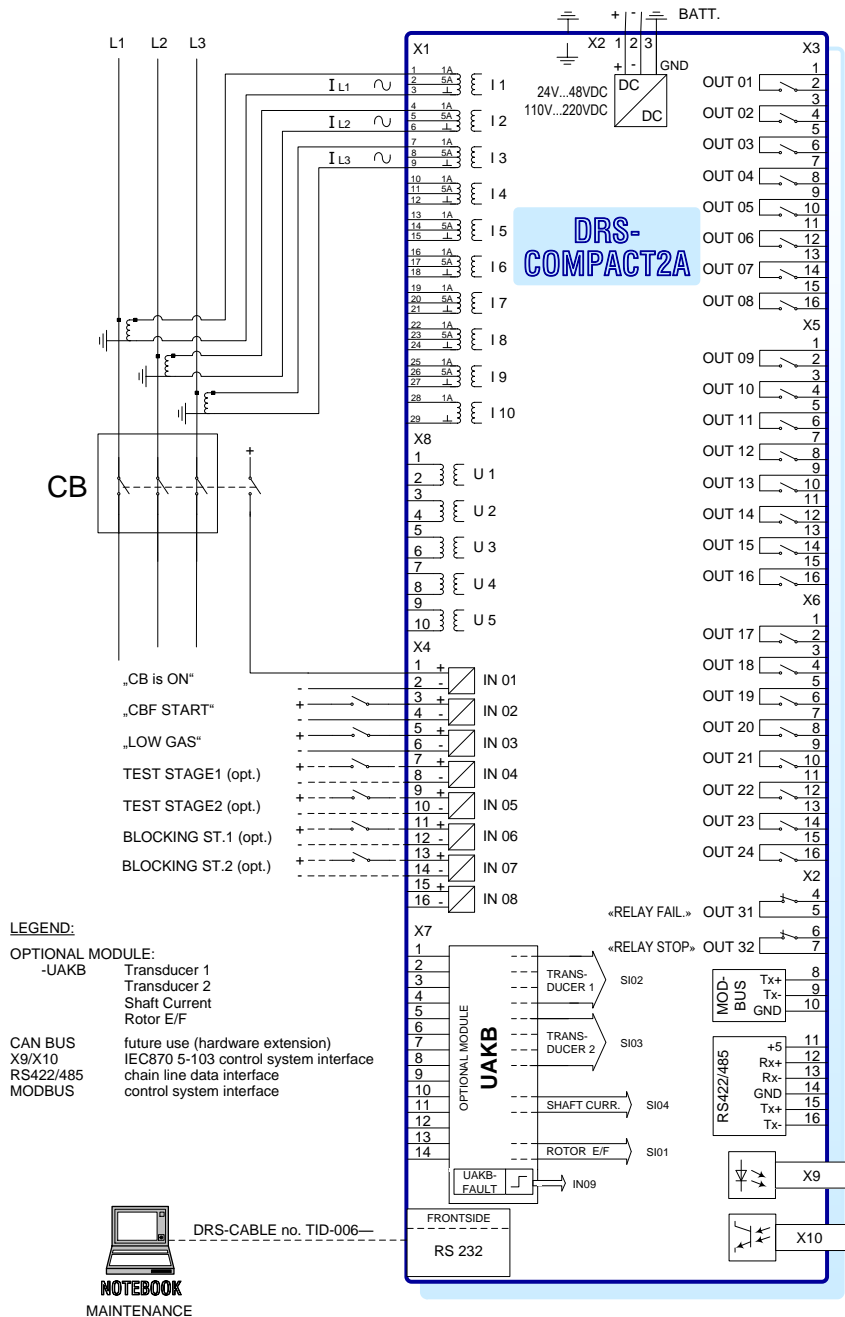 BATT.
+ - 
L1 L2 L3
X1
X2 1 2 3
X3
+ - GND
DC
DC
24V...48VDC
110V...220VDC
I L1
I L2
I L3
1 1A
2 5A
3
I 1
4 1A
5 5A
6
I 2
7 1A
8 5A
9
I 3
10 1A
11 5A
12
I 4
13 1A
14 5A
15
I 5
16 1A
17 5A
18
I 6
19 1A
20 5A
21
I 7
22 1A
23 5A
24
I 8
25 1A
26 5A
27
I 9
28 1A
29
I 10
DRS-
COMPACT2A
1
OUT 01 2
3
OUT 02 4
5
OUT 03 6
7
OUT 04 8
9
OUT 05 10
11
OUT 06 12
13
OUT 07 14
15
OUT 08 16
X5
1
OUT 09 2
3
OUT 10 4
5
OUT 11 6
7
OUT 12 8
9
OUT 13 10
11
OUT 14 12
13
OUT 15 14
15
OUT 16 16
X6
1
OUT 17 2
3
OUT 18 4
5
OUT 19 6
7
OUT 20 8
9
OUT 21 10
11
OUT 22 12
13
OUT 23 14
15
OUT 24 16
X2
4
«RELAY FAIL.» OUT 31 5
6
«RELAY STOP» OUT 32 7
CB
+
X8
1
2 U 1
3
4 U 2
5
6 U 3
7
8 U 4
9
10 U 5
X4
„CB is ON“
1 +
- 2 -
IN 01
„CBF START“
+ 3 +
- 4 -
IN 02
„LOW GAS“
+ 5 +
- 6 -
IN 03
TEST STAGE1 (opt.)
+ 7 +
- 8 -
IN 04
TEST STAGE2 (opt.)
+ 9 +
- 10 -
IN 05
BLOCKING ST.1 (opt.)
+ 11 +
- 12 -
IN 06
BLOCKING ST.2 (opt.)
+ 13 +
- 14 -
IN 07
15 +
16 -
IN 08
X7
1
2
3
4
5
6
7
8
9
10
11
12
13
14
OPTIONAL MODULE
UAKB
TRANS-
DUCER 1
SI02
TRANS-
DUCER 2
SI03
SHAFT CURR.
SI04
ROTOR E/F
SI01
UAKB-
FAULT
IN09
MOD-
BUS
Tx+ 8
Tx- 9
GND 10
RS422/485
+5 11
Rx+ 12
Rx- 13
GND 14
Tx+ 15
Tx- 16
X9
X10
FRONTSIDE
RS 232
LEGEND:
OPTIONAL MODULE:
-UAKB Transducer 1
Transducer 2
Shaft Current
Rotor E/F
CAN BUS future use (hardware extension)
X9/X10 IEC870 5-103 control system interface
RS422/485 chain line data interface
MODBUS control system interface
DRS-CABLE no. TID-006—
NOTEBOOK
MAINTENANCE